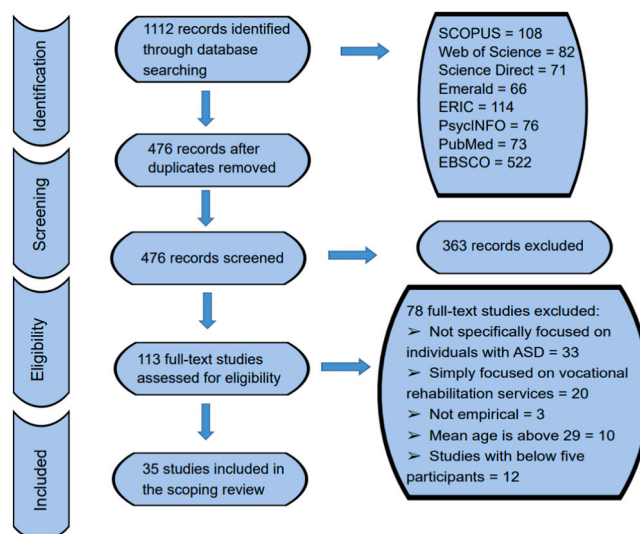 Identification
1112 records identified
through database
searching
SCOPUS = 108
Web of Science = 82
Science Direct = 71
Emerald = 66
ERIC = 114
PsycINFO = 76
PubMed = 73
EBSCO = 522
476 records after
duplicates removed
Screening
476 records screened
363 records excluded
Eligibility
113 full-text studies
assessed for eligibility
78 full-text studies excluded:
➢ Not specifically focused on
individuals with ASD = 33
➢ Simply focused on vocational
rehabilitation services = 20
➢ Not empirical = 3
➢ Mean age is above 29 = 10
➢ Studies with below five
participants = 12
Included
35 studies included in
the scoping review